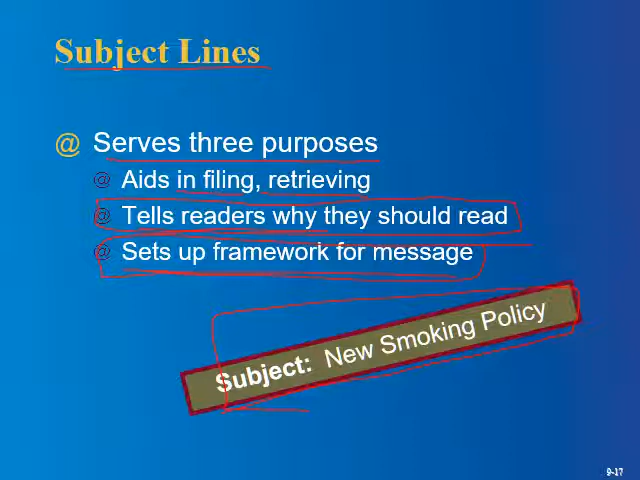 Subject Lines
@ Serves three purposes
@ Aids in filing, retrieving
@ Tells readers why they should read
@ Sets up framework for message
Subject: New Smoking Policy
9-17